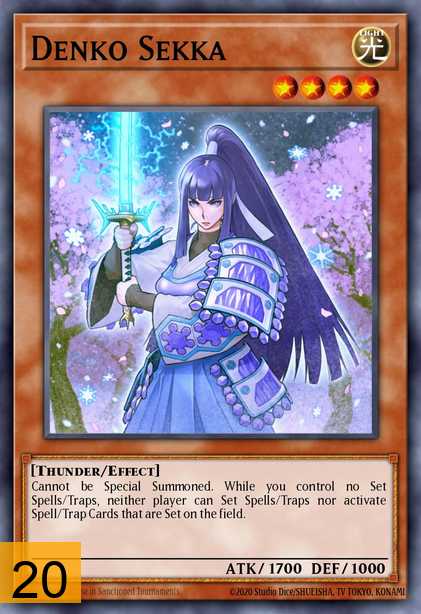 DENKO SEKKA
LIGHT
光
[THUNDER/EFFECT]
Cannot be Special Summoned. While you control no Set
Spells/Traps, neither player can Set Spells/Traps nor activate
Spell/Trap Cards that are Set on the field.
ATK/ 1700 DEF/ 1000
20
se in Sanctioned Tournaments
©2020 Studio Dice/SHUEISHA, TV TOKYO, KONAMI